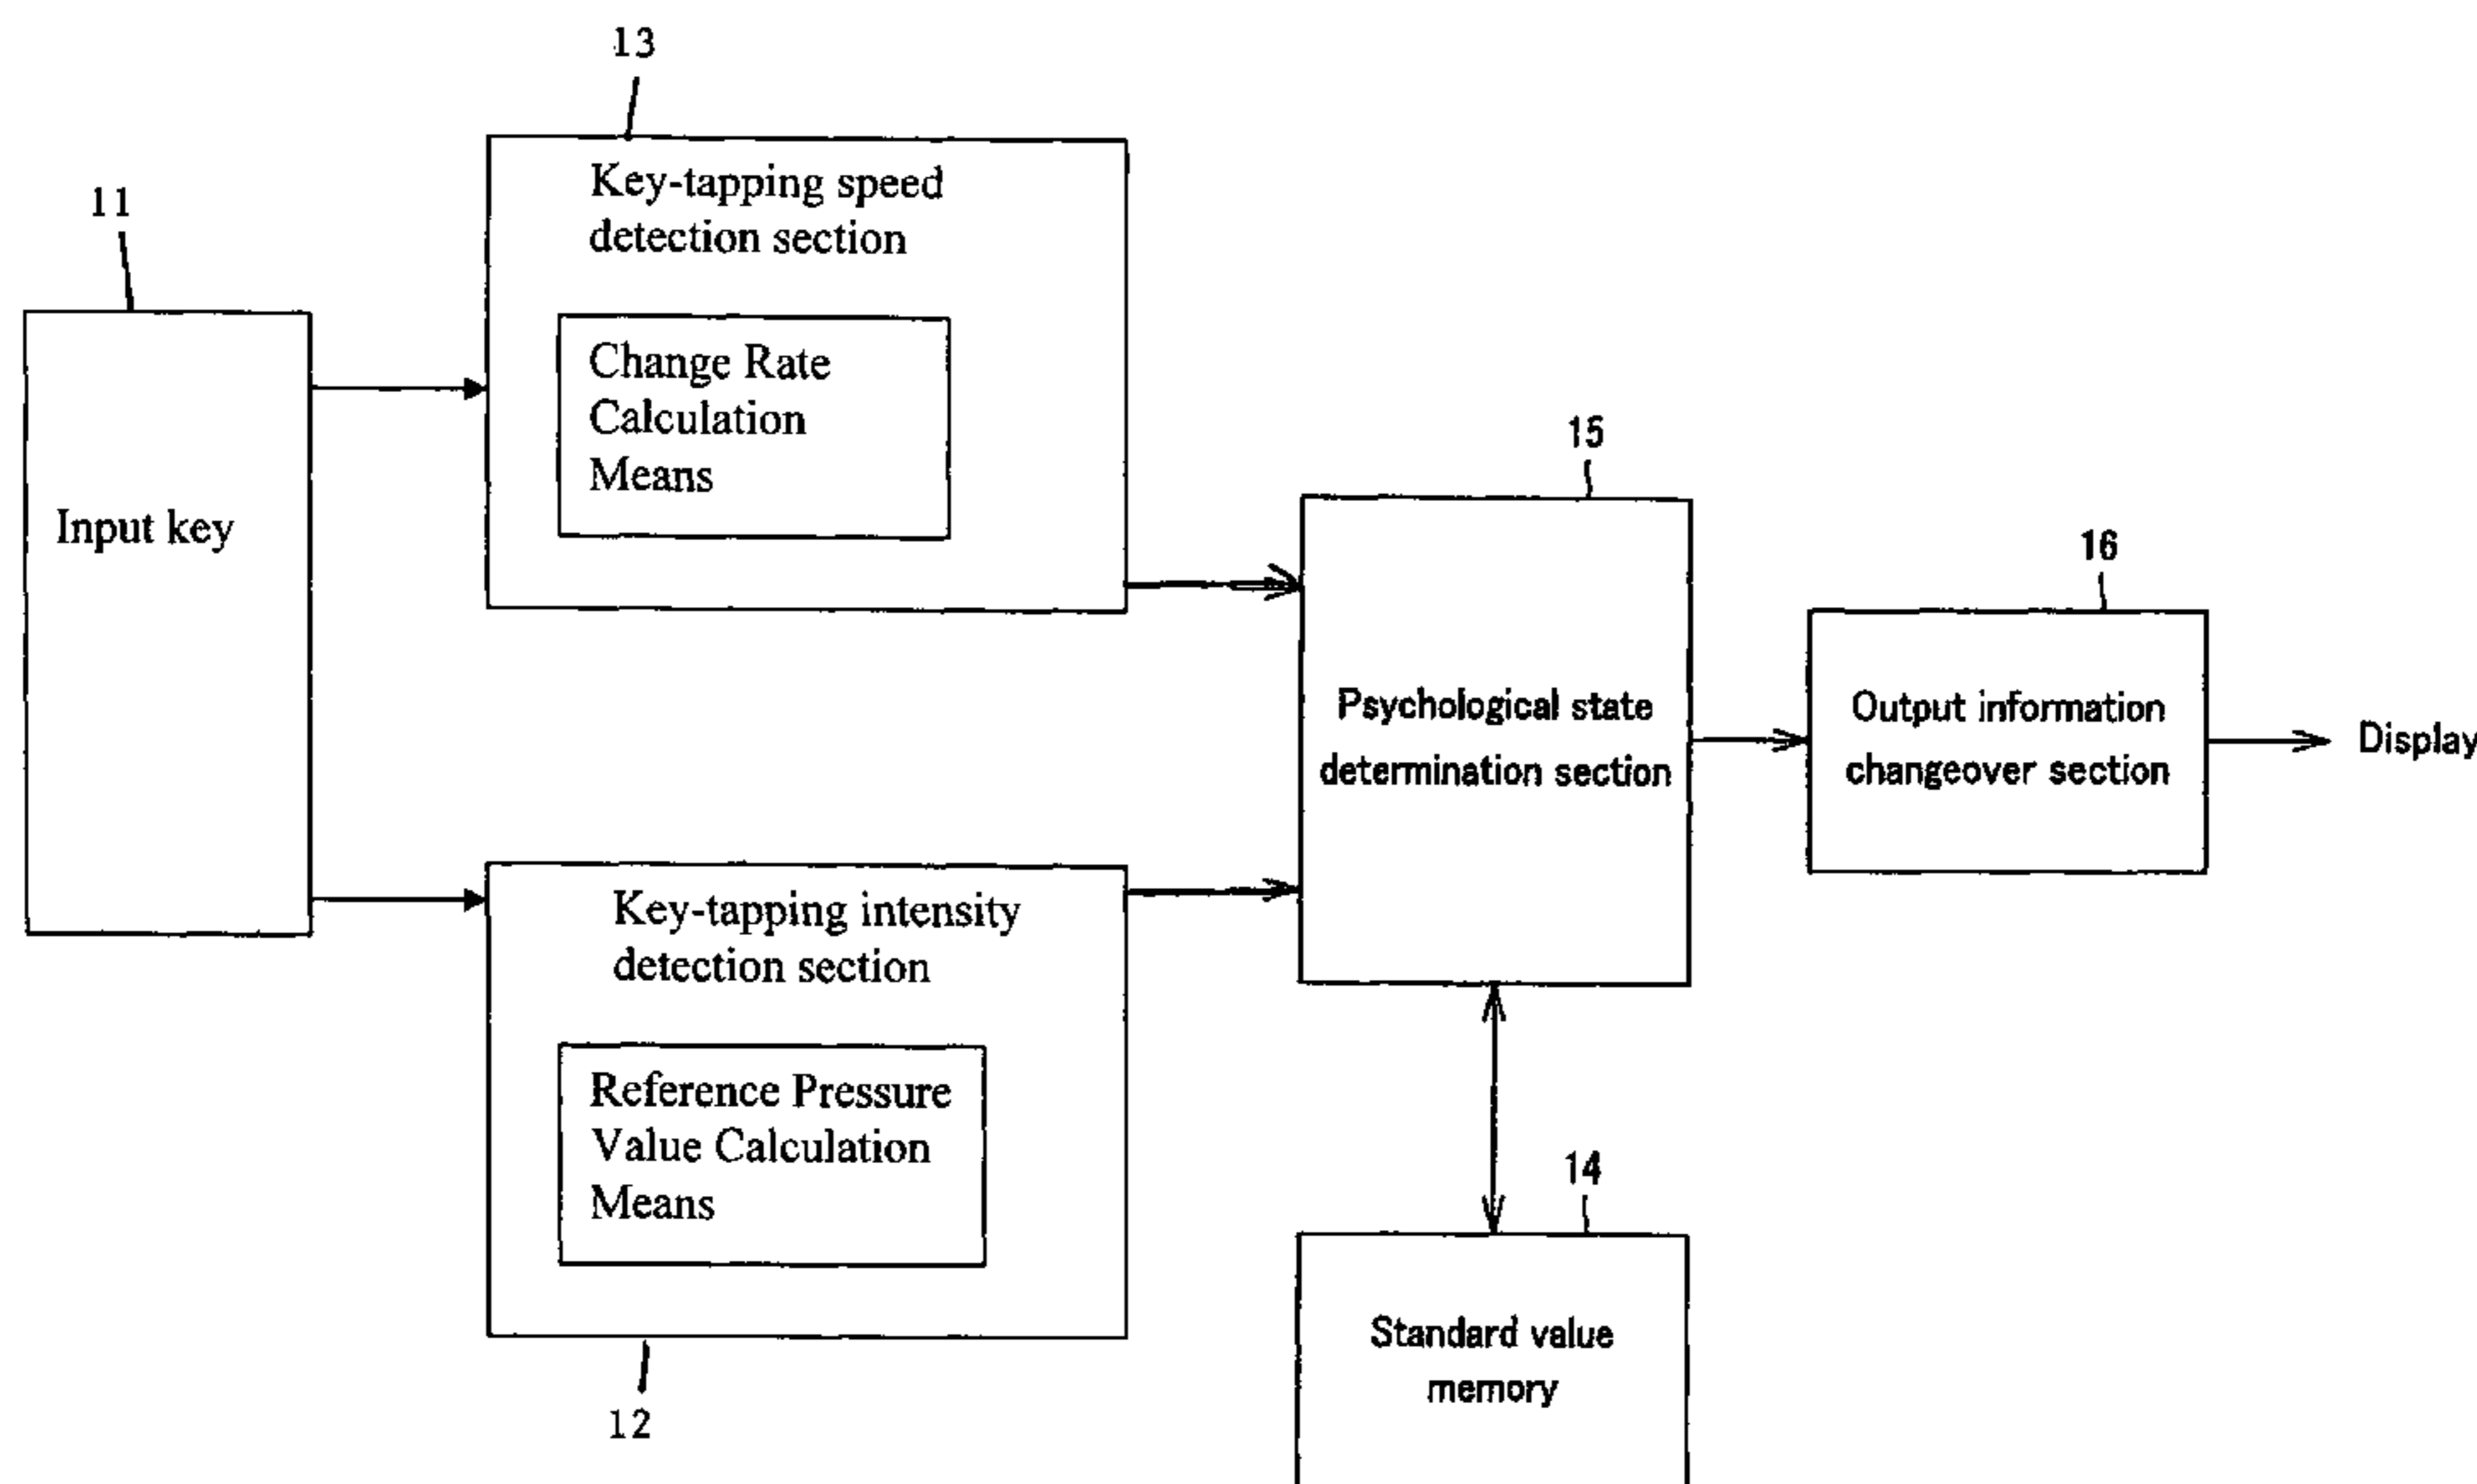 13
Key-tapping speed
detection section
11
Change Rate
Calculation
Means
Input key
15
16
Psychological state
determination section
Output information
changeover section
Display
Key-tapping intensity
detection section
Reference Pressure
Value Calculation
Means
14
Standard value
memory
12